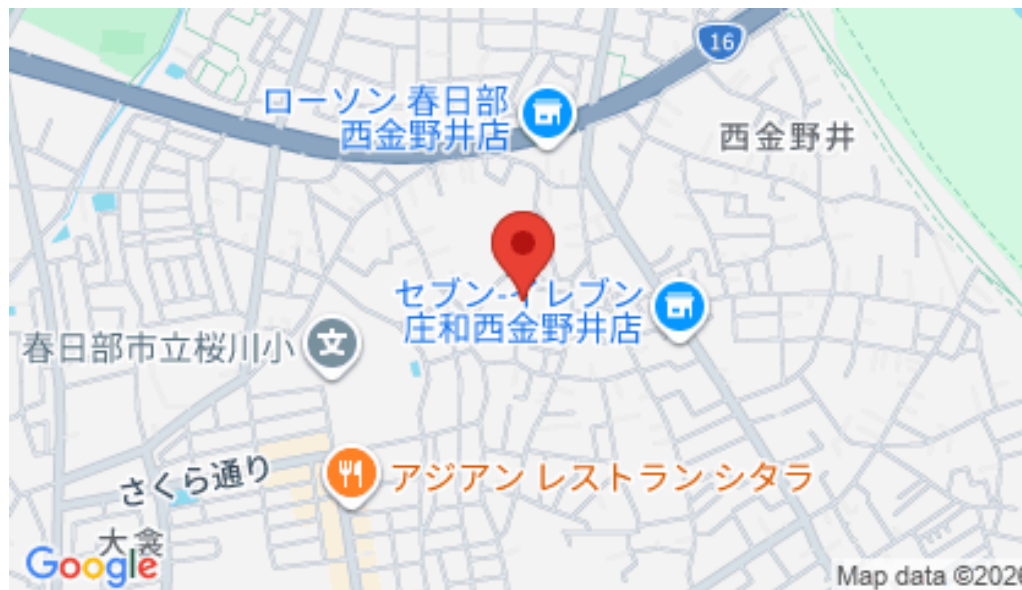 16
ローソン 春日部
西金野井店
西金野井
セブン-イレブン
庄和西金野井店
春日部市立桜川小
文
アジアン レストラン シタラ
さくら通り
大衾
Google
Map data ©2026